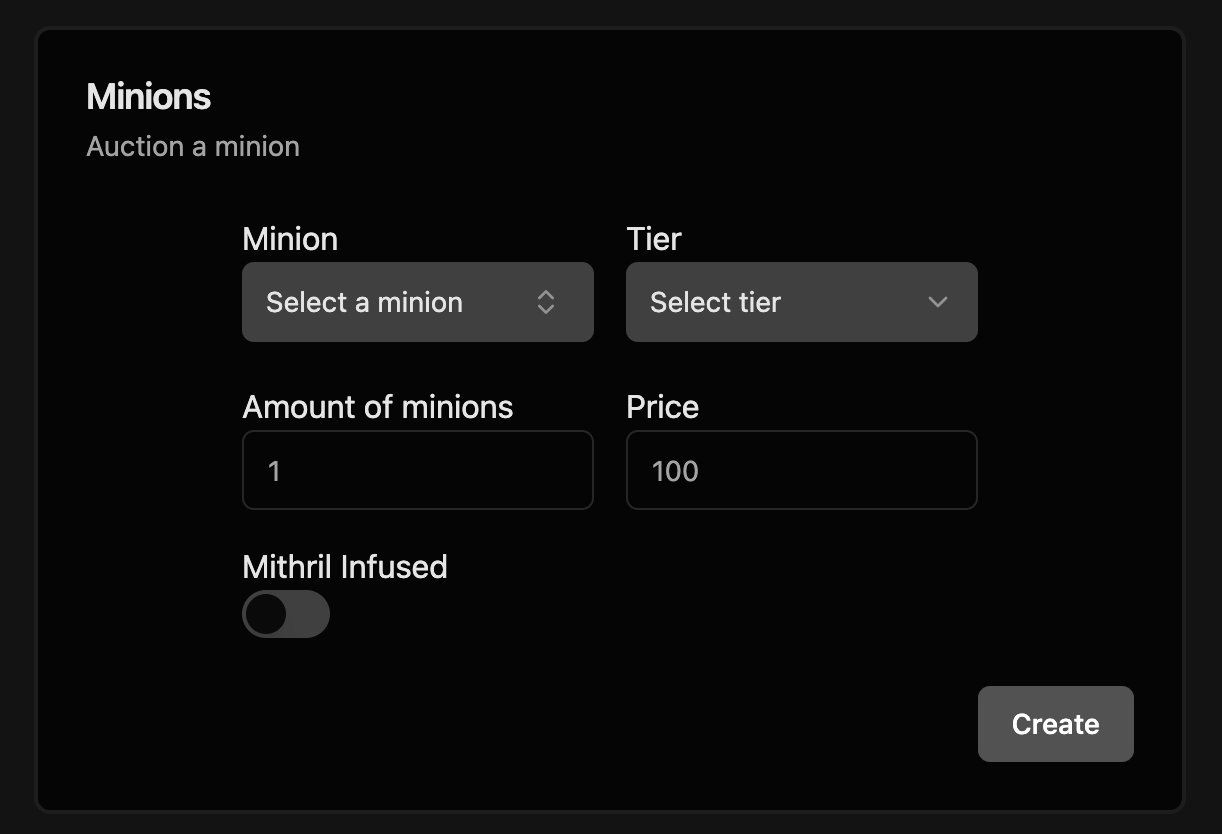 Minions
Auction a minion
Minion
Tier
Select a minion
Select tier
Amount of minions
Price
1
100
Mithril Infused
Create